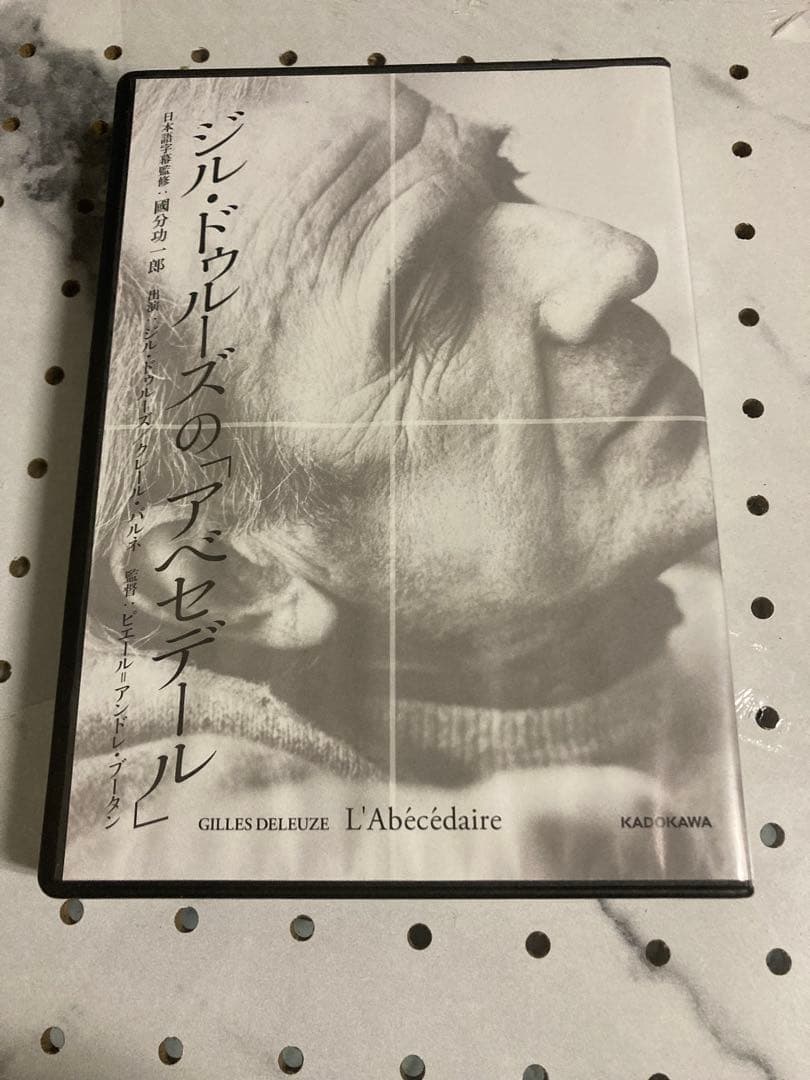 ジル・ドゥルーズの「アベセデール」
日本語字幕監修：國分功一郎　出演：ジル・ドゥルーズ／クレール・パルネ　監督：ピエール＝アンドレ・ブータン
GILLES DELEUZE L'Abécédaire
KADOKAWA